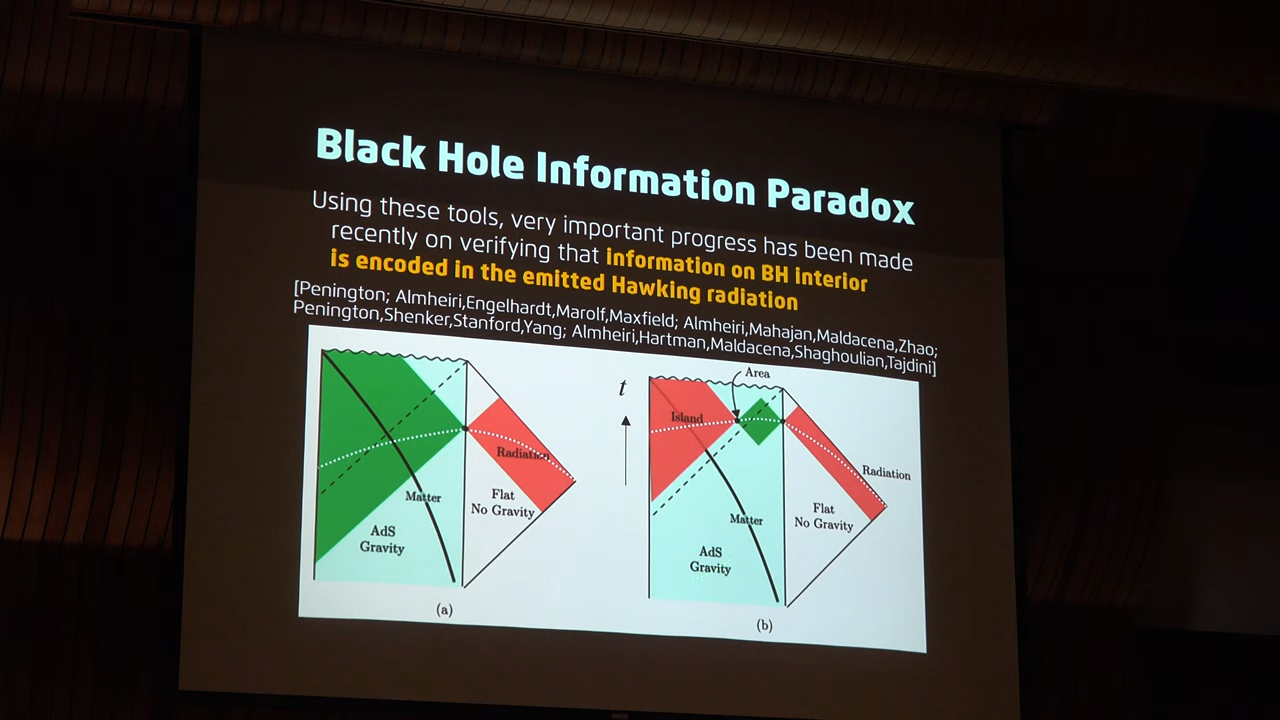 Black Hole Information Paradox
Using these tools, very important progress has been made
recently on verifying that information on BH interior
is encoded in the emitted Hawking radiation
[Penington; Almheiri,Engelhardt,Marolf,Maxfield; Almheiri,Mahajan,Maldacena,Zhao;
Penington,Shenker,Stanford,Yang; Almheiri,Hartman,Maldacena,Shaghoulian,Tajdini]
Radiation
Matter
Flat
No Gravity
AdS
Gravity
(a)
t
Area
Island
Radiation
Matter
Flat
No Gravity
AdS
Gravity
(b)